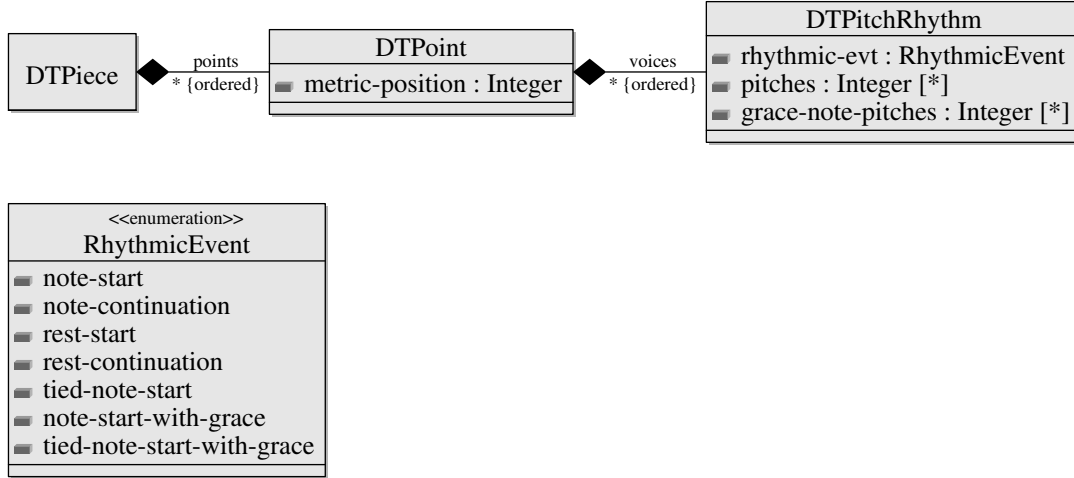 DTPiece
points
* {ordered}
DTPoint
metric-position : Integer
voices
* {ordered}
DTPitchRhythm
rhythmic-evt : RhythmicEvent
pitches : Integer [*]
grace-note-pitches : Integer [*]
<<enumeration>>
RhythmicEvent
note-start
note-continuation
rest-start
rest-continuation
tied-note-start
note-start-with-grace
tied-note-start-with-grace